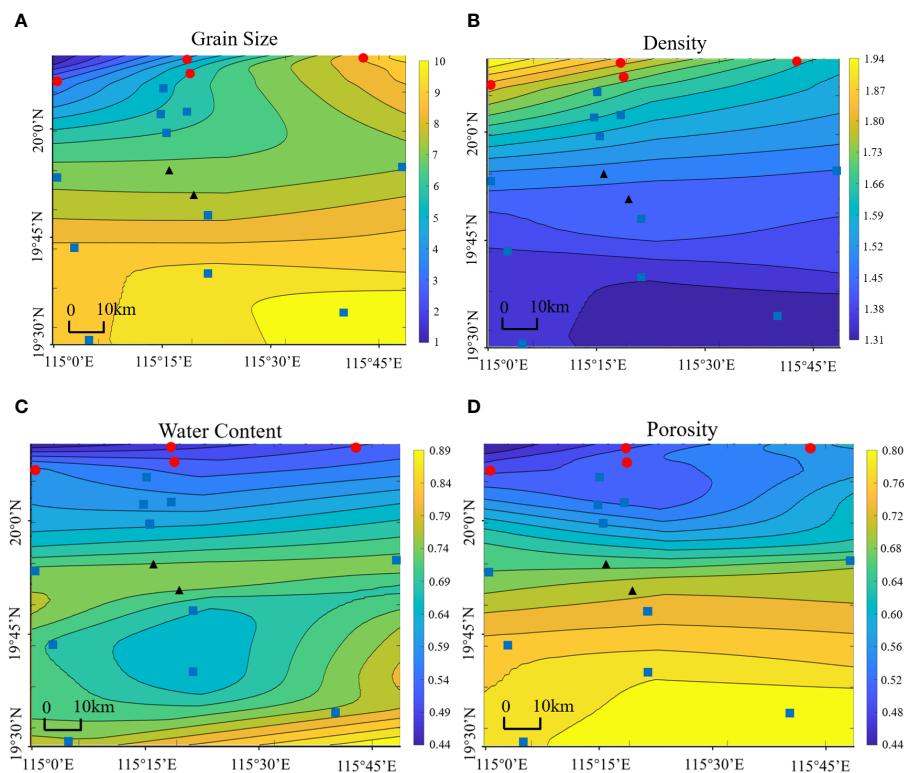 A
Grain Size
20°0'N
19°45'N
19°30'N
0 10km
115°0'E 115°15'E 115°30'E 115°45'E
10
9
8
7
6
5
4
3
2
1
B
Density
20°0'N
19°45'N
19°30'N
0 10km
115°0'E 115°15'E 115°30'E 115°45'E
1.94
1.87
1.80
1.73
1.66
1.59
1.52
1.45
1.38
1.31
C
Water Content
20°0'N
19°45'N
19°30'N
0 10km
115°0'E 115°15'E 115°30'E 115°45'E
0.89
0.84
0.79
0.74
0.69
0.64
0.59
0.54
0.49
0.44
D
Porosity
20°0'N
19°45'N
19°30'N
0 10km
115°0'E 115°15'E 115°30'E 115°45'E
0.80
0.76
0.72
0.68
0.64
0.60
0.56
0.52
0.48
0.44